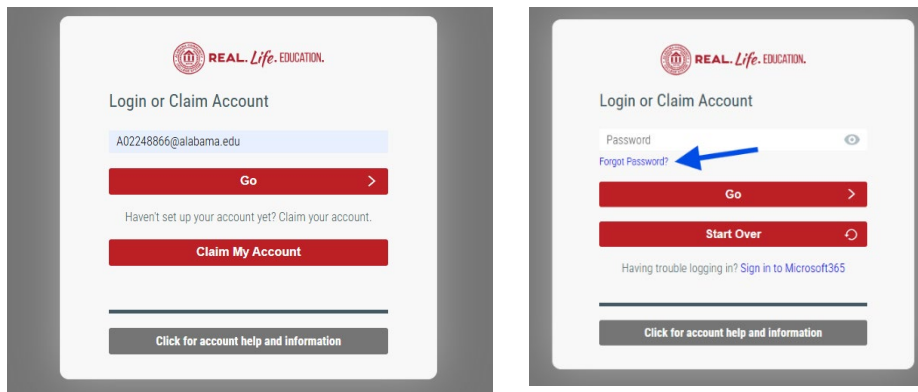 REAL. Life. EDUCATION.
Login or Claim Account
A02248866@alabama.edu
Go
Haven't set up your account yet? Claim your account.
Claim My Account
Click for account help and information
REAL. Life. EDUCATION.
Login or Claim Account
Password
Forgot Password?
Go
Start Over
Having trouble logging in? Sign in to Microsoft365
Click for account help and information